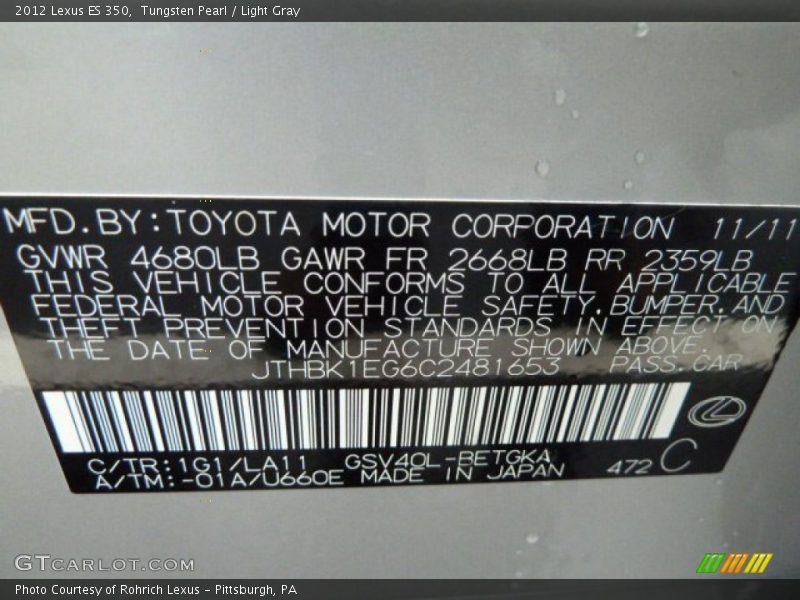 2012 Lexus ES 350, Tungsten Pearl / Light Gray
MFD. BY: TOYOTA MOTOR CORPORATION 11/11
GVWR 4680LB GAWR FR 2668LB RR 2359LB
THIS VEHICLE CONFORMS TO ALL APPLICABLE
FEDERAL MOTOR VEHICLE SAFETY, BUMPER, AND
THEFT PREVENTION STANDARDS IN EFFECT ON
THE DATE OF MANUFACTURE SHOWN ABOVE.
JTHBK1EG6C2481653 PASS. CAR
C/TR: 1G1/LA11 GSV40L-BETGKA
A/TM: -01A/U660E MADE IN JAPAN 472 C
GTCARLOT.COM
Photo Courtesy of Rohrich Lexus - Pittsburgh, PA